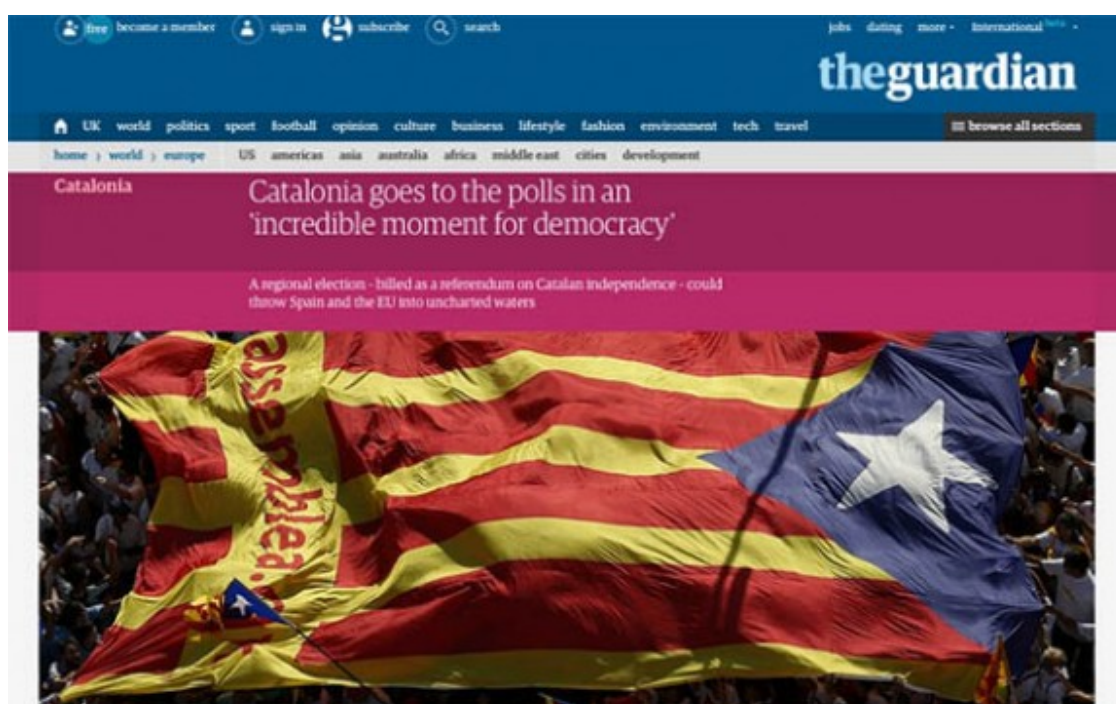 free become a member sign in subscribe search jobs dating more International beta
theguardian
UK world politics sport football opinion culture business lifestyle fashion environment tech travel browse all sections
home › world › europe US americas asia australia africa middle east cities development
Catalonia
Catalonia goes to the polls in an
'incredible moment for democracy'
A regional election - billed as a referendum on Catalan independence - could
throw Spain and the EU into uncharted waters
assemblea.